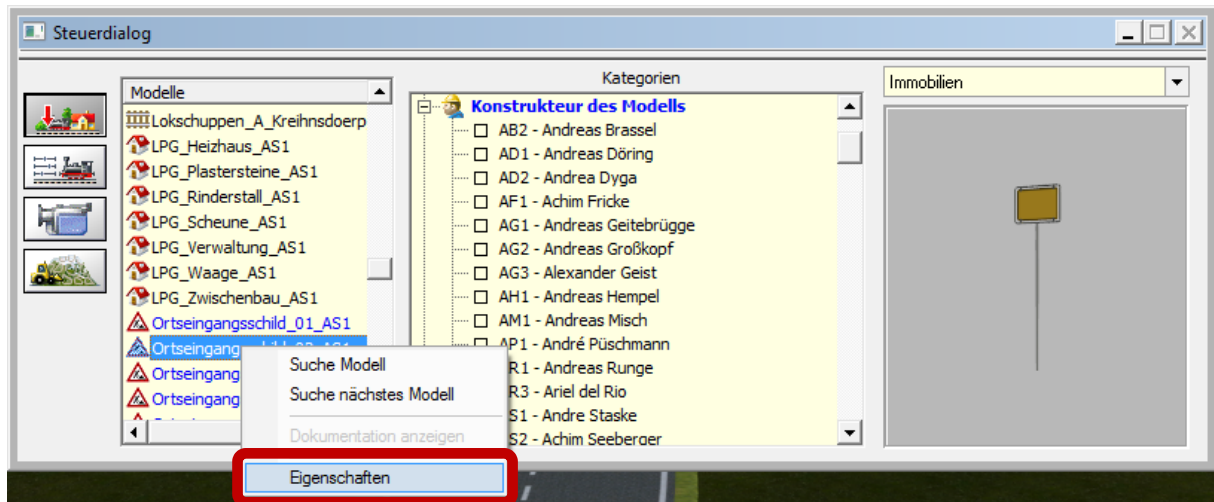 Steuerdialog
Modelle
Lokschuppen_A_Kreihnsdoerp
LPG_Heizhaus_AS1
LPG_Plastersteine_AS1
LPG_Rinderstall_AS1
LPG_Scheune_AS1
LPG_Verwaltung_AS1
LPG_Waage_AS1
LPG_Zwischenbau_AS1
Ortseingangsschild_01_AS1
Ortseingang
Ortseingang
Ortseingang
Suche Modell
Suche nächstes Modell
Dokumentation anzeigen
Eigenschaften
Kategorien
Konstrukteur des Modells
AB2 - Andreas Brassel
AD1 - Andreas Döring
AD2 - Andrea Dyga
AF1 - Achim Fricke
AG1 - Andreas Geitebrügge
AG2 - Andreas Großkopf
AG3 - Alexander Geist
AH1 - Andreas Hempel
AM1 - Andreas Misch
AP1 - André Püschmann
R1 - Andreas Runge
R3 - Ariel del Rio
S1 - Andre Staske
S2 - Achim Seeberger
Immobilien